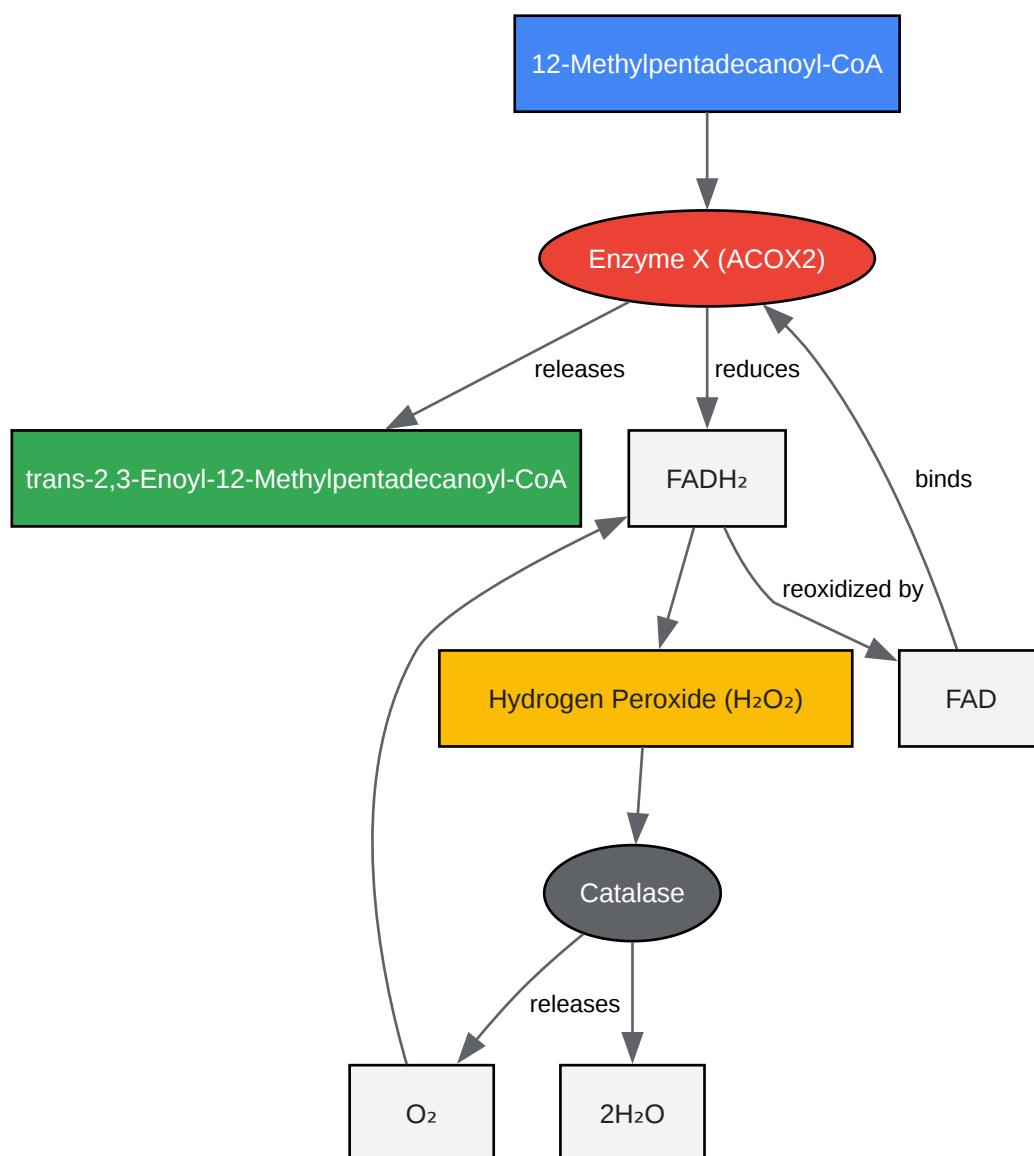 12-Methylpentadecanoyl-CoA
Enzyme X (ACOX2)
releases
reduces
trans-2,3-Enoyl-12-Methylpentadecanoyl-CoA
FADH₂
binds
reoxidized by
Hydrogen Peroxide (H₂O₂)
FAD
Catalase
releases
O₂
2H₂O